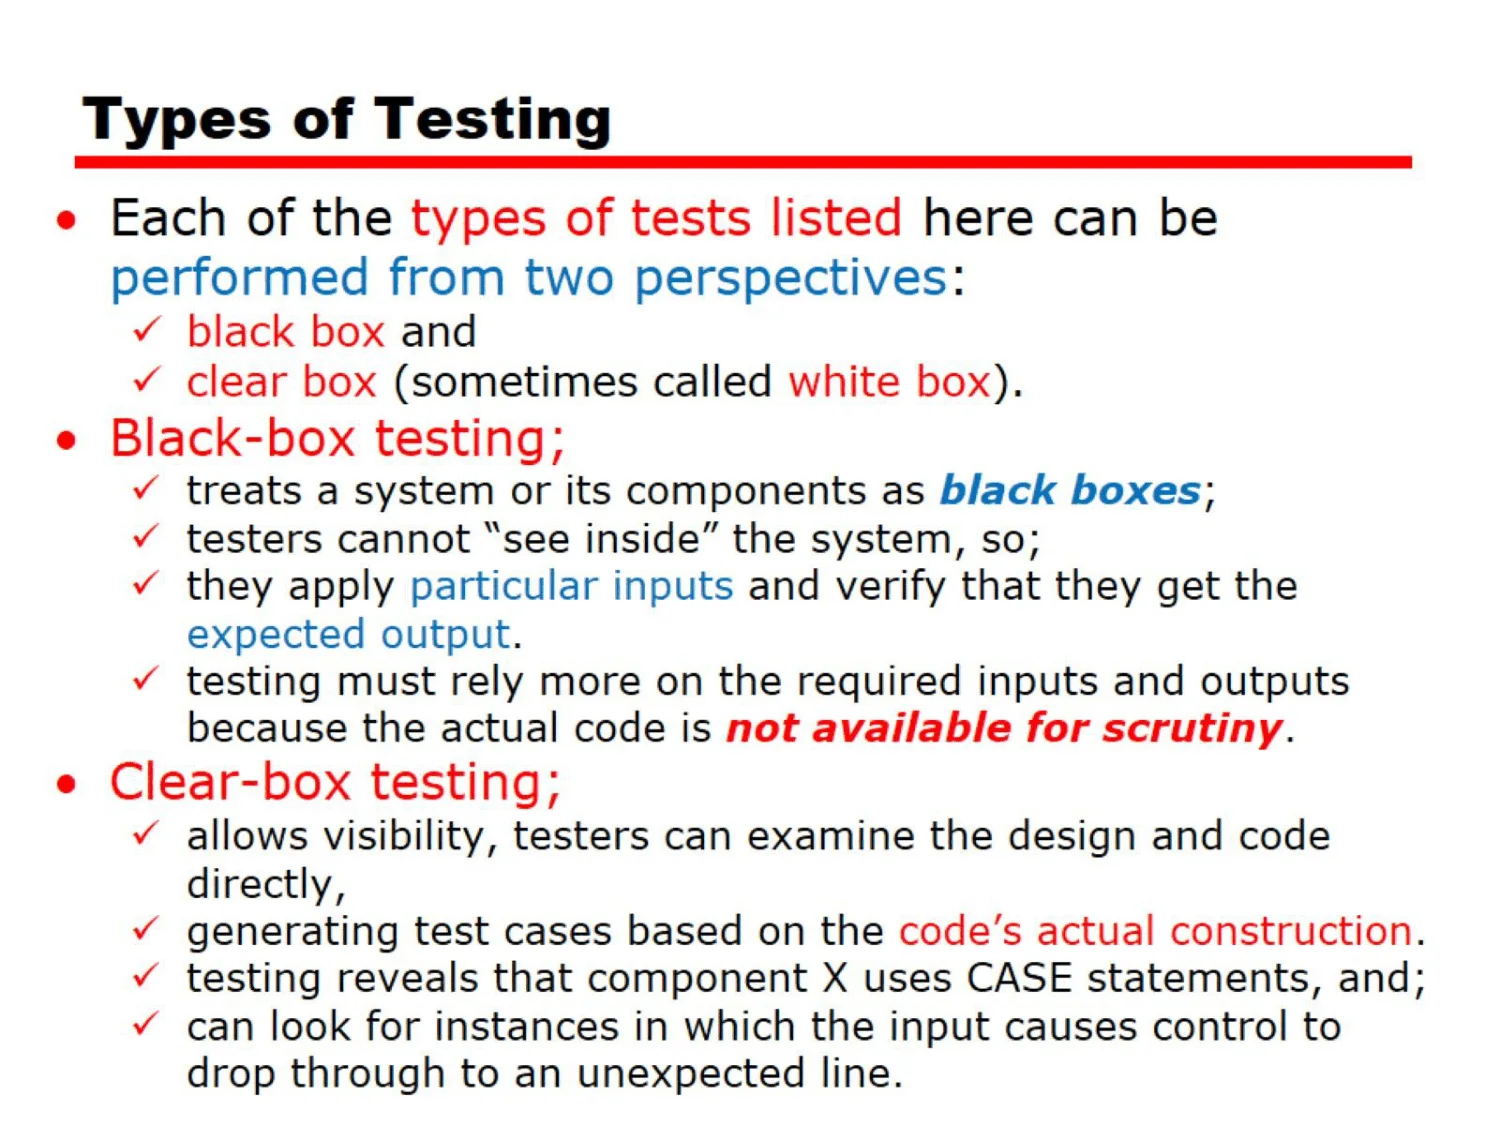 Types of Testing
• Each of the types of tests listed here can be
performed from two perspectives:
✓ black box and
✓ clear box (sometimes called white box).
• Black-box testing;
✓ treats a system or its components as black boxes;
✓ testers cannot “see inside” the system, so;
✓ they apply particular inputs and verify that they get the
expected output.
✓ testing must rely more on the required inputs and outputs
because the actual code is not available for scrutiny.
• Clear-box testing;
✓ allows visibility, testers can examine the design and code
directly,
✓ generating test cases based on the code’s actual construction.
✓ testing reveals that component X uses CASE statements, and;
✓ can look for instances in which the input causes control to
drop through to an unexpected line.